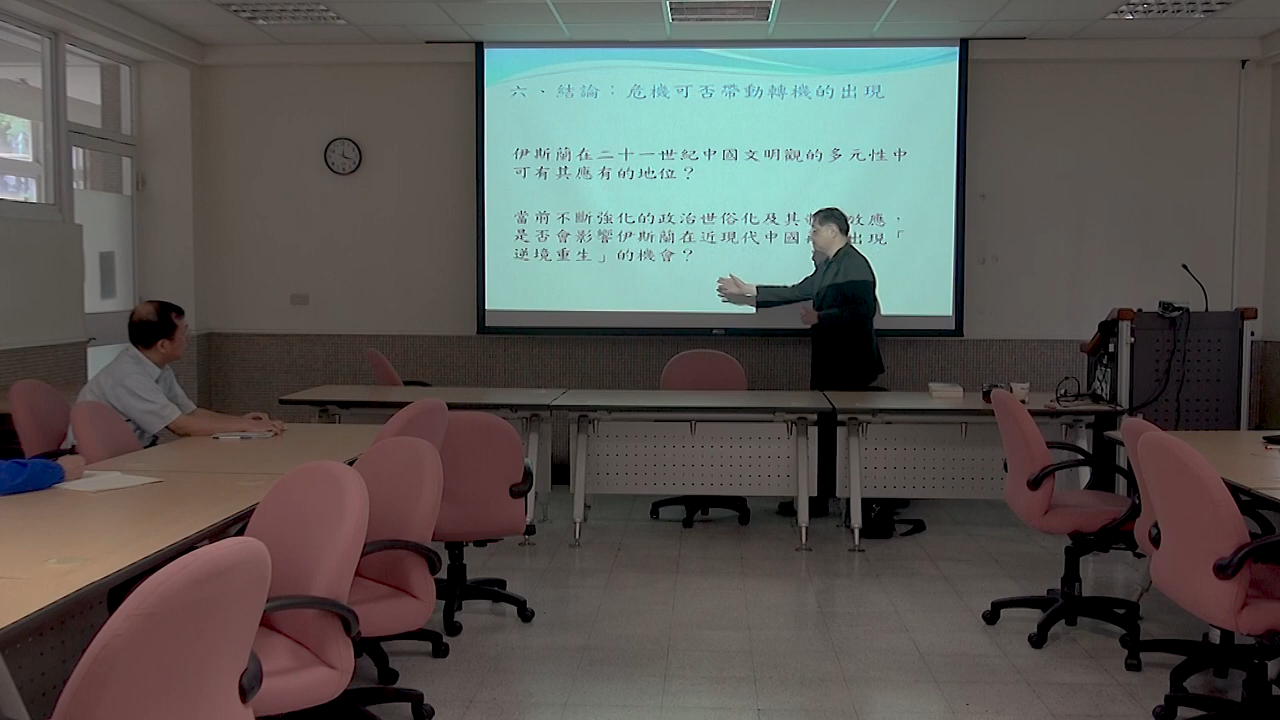 六、結論：危機可否帶動轉機的出現
伊斯蘭在二十一世紀中國文明觀的多元性中
可有其應有的地位？
當前不斷強化的政治世俗化及其 效應，
是否會影響伊斯蘭在近現代中國 出現「
逆境重生」的機會？